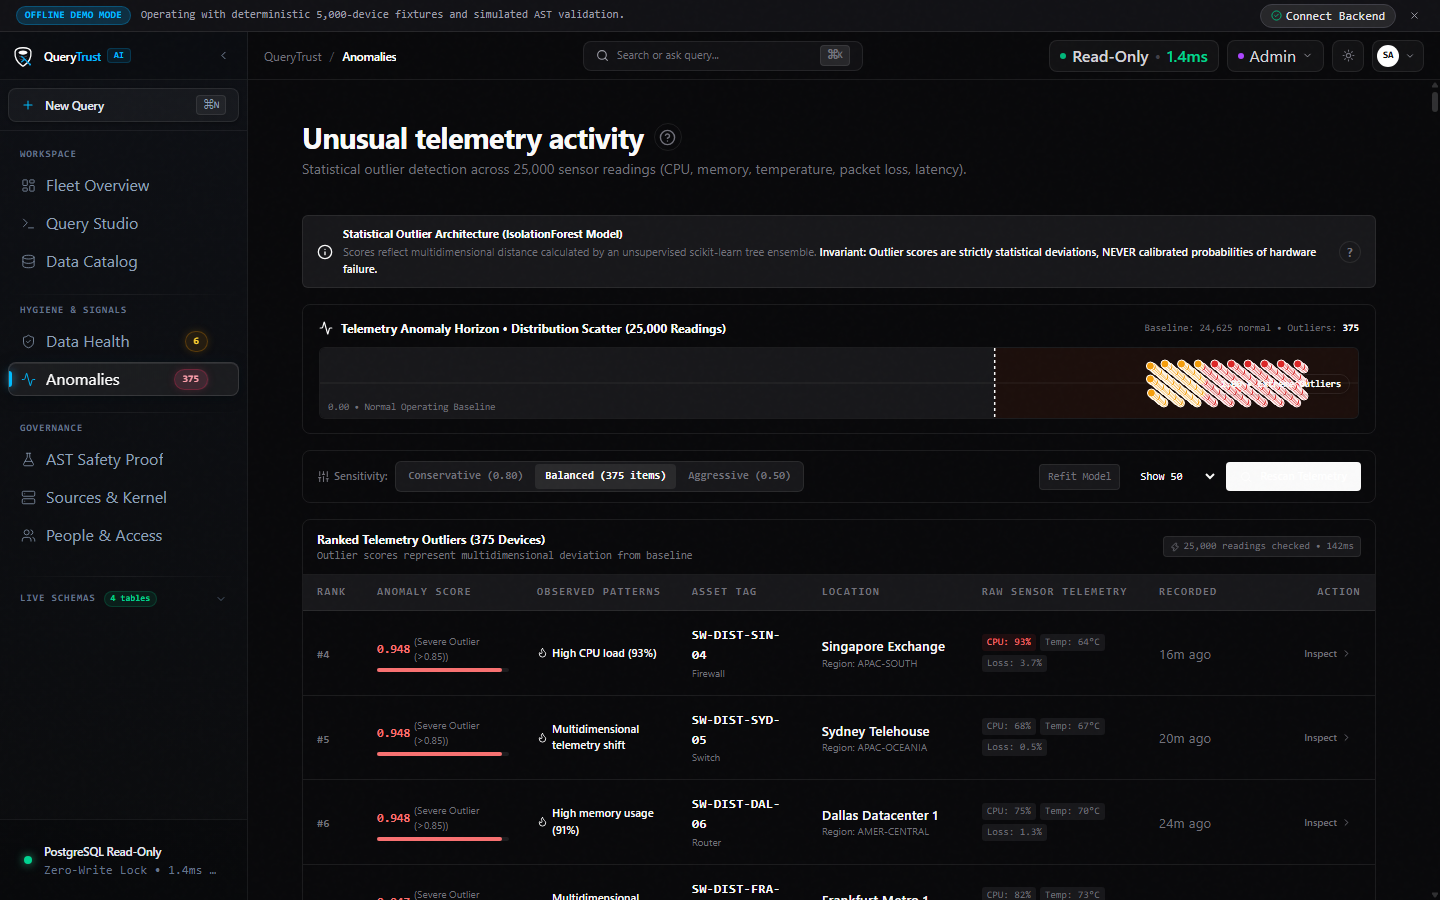 OFFLINE DEMO MODE Operating with deterministic 5,000-device fixtures and simulated AST validation. Connect Backend
QueryTrust AI
QueryTrust / Anomalies
Search or ask query... ⌘K
Read-Only • 1.4ms
Admin
SA
New Query ⌘N
WORKSPACE
Fleet Overview
Query Studio
Data Catalog
HYGIENE & SIGNALS
Data Health 6
Anomalies 375
GOVERNANCE
AST Safety Proof
Sources & Kernel
People & Access
LIVE SCHEMAS 4 tables
PostgreSQL Read-Only
Zero-Write Lock • 1.4ms …
Unusual telemetry activity ?
Statistical outlier detection across 25,000 sensor readings (CPU, memory, temperature, packet loss, latency).
Statistical Outlier Architecture (IsolationForest Model)
Scores reflect multidimensional distance calculated by an unsupervised scikit-learn tree ensemble. Invariant: Outlier scores are strictly statistical deviations, NEVER calibrated probabilities of hardware
failure.
?
Telemetry Anomaly Horizon • Distribution Scatter (25,000 Readings)
Baseline: 24,625 normal • Outliers: 375
0.00 • Normal Operating Baseline
Outliers
Sensitivity: Conservative (0.80) Balanced (375 items) Aggressive (0.50)
Refit Model Show 50
Ranked Telemetry Outliers (375 Devices)
Outlier scores represent multidimensional deviation from baseline
25,000 readings checked • 142ms
RANK ANOMALY SCORE OBSERVED PATTERNS ASSET TAG LOCATION RAW SENSOR TELEMETRY RECORDED ACTION
#4 0.948 (Severe Outlier (>0.85)) High CPU load (93%) SW-DIST-SIN-04 Firewall Singapore Exchange Region: APAC-SOUTH CPU: 93% Temp: 64°C Loss: 3.7% 16m ago Inspect
#5 0.948 (Severe Outlier (>0.85)) Multidimensional telemetry shift SW-DIST-SYD-05 Switch Sydney Telehouse Region: APAC-OCEANIA CPU: 68% Temp: 67°C Loss: 0.5% 20m ago Inspect
#6 0.948 (Severe Outlier (>0.85)) High memory usage (91%) SW-DIST-DAL-06 Router Dallas Datacenter 1 Region: AMER-CENTRAL CPU: 75% Temp: 70°C Loss: 1.3% 24m ago Inspect
0.947 (Severe Outlier Multidimensional SW-DIST-FRA- Frankfurt Metro 1 CPU: 82% Temp: 73°C